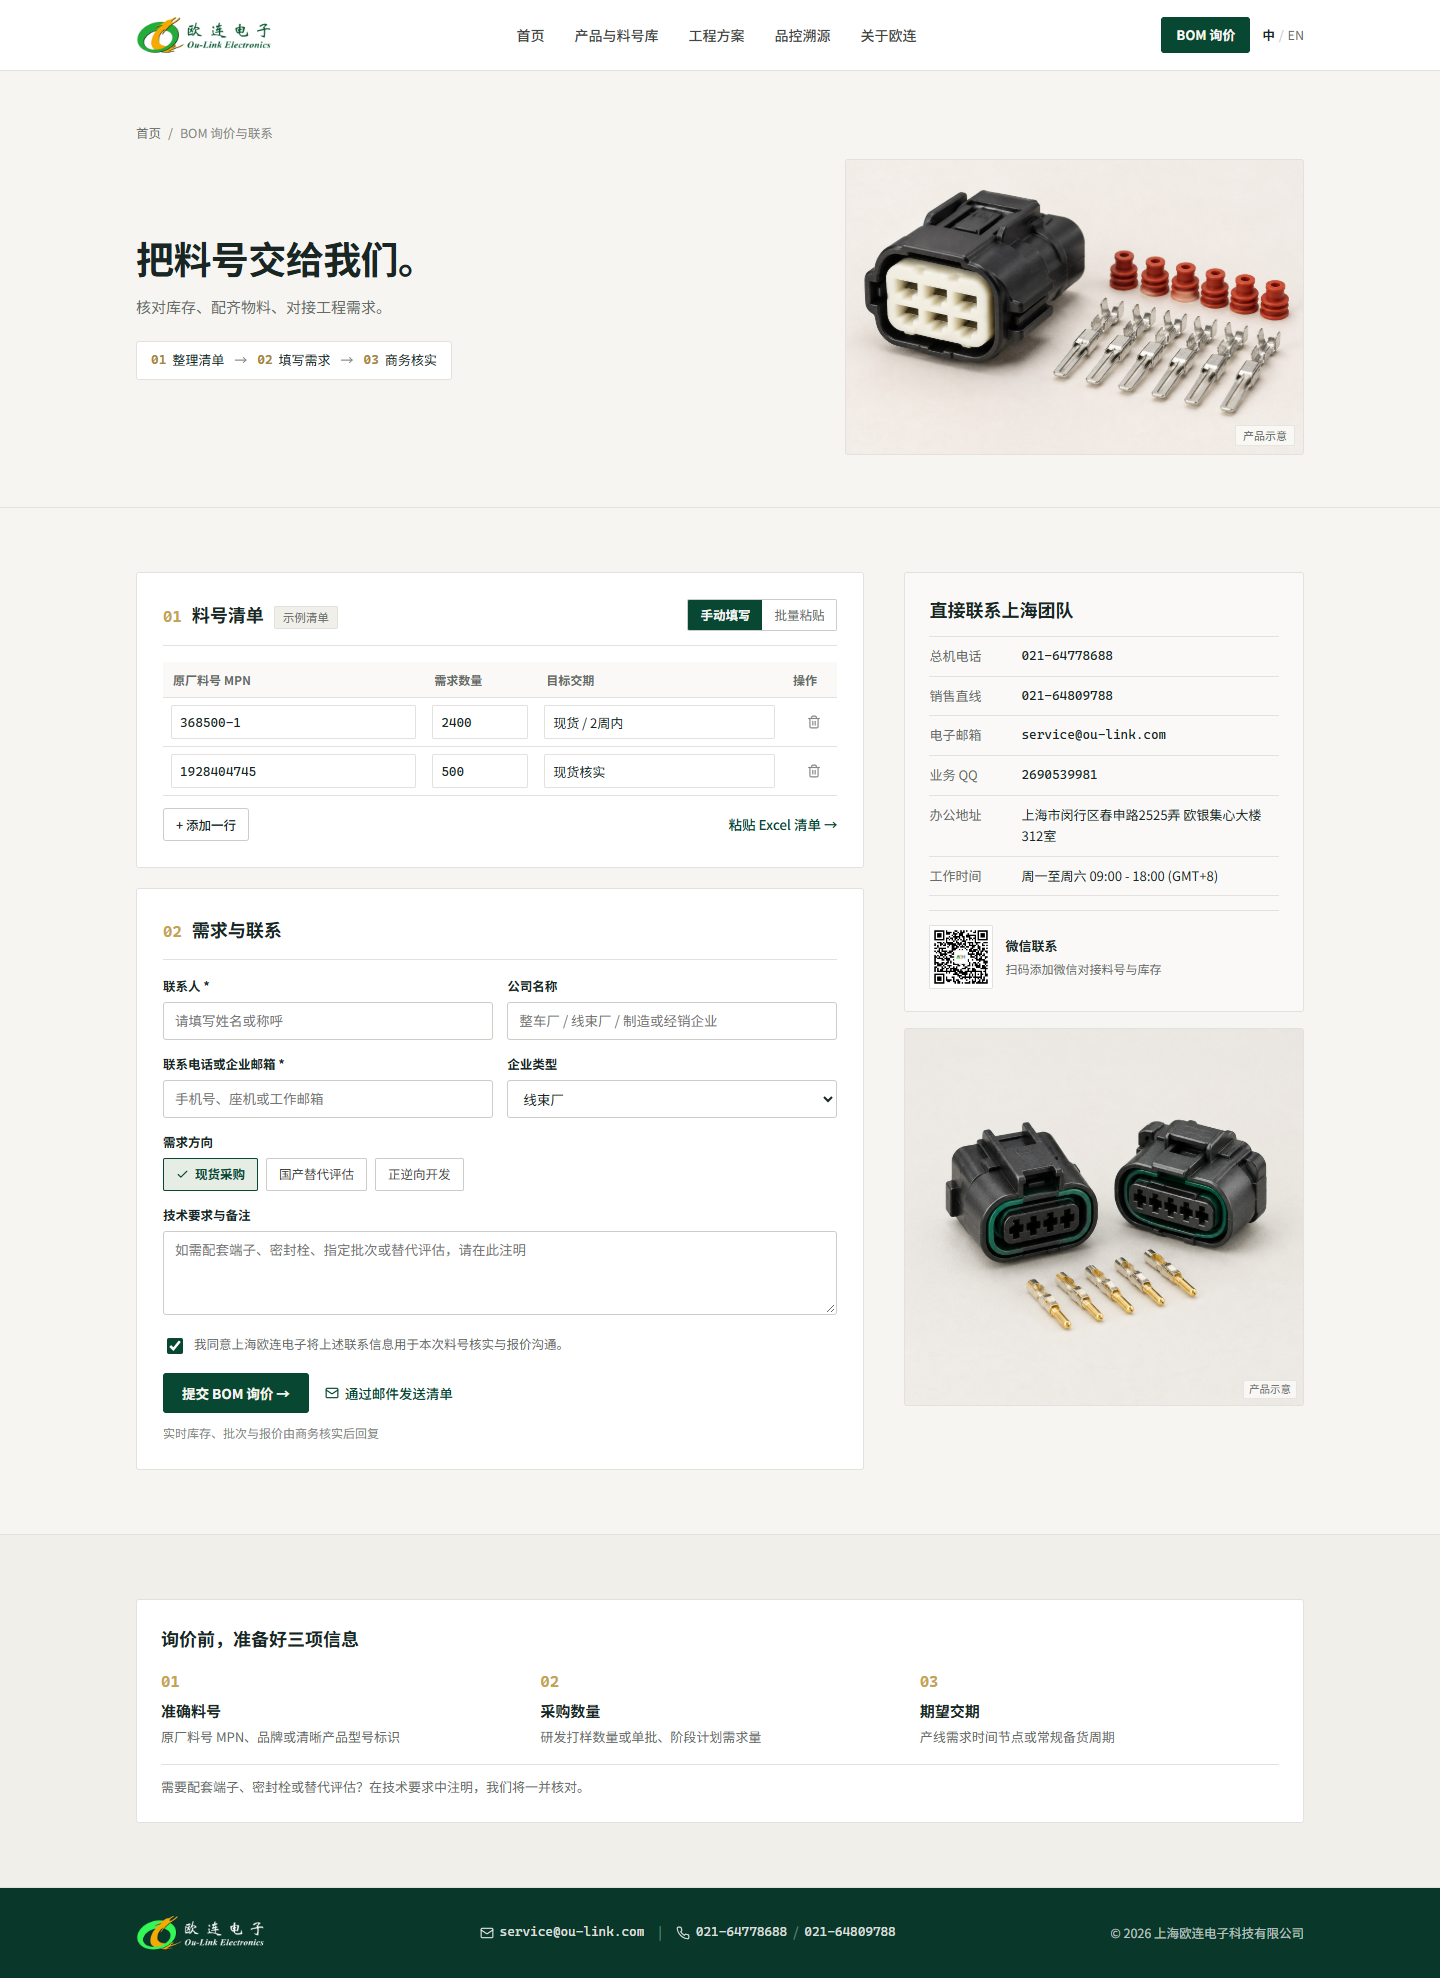 欧连电子
Ou-Link Electronics
首页
产品与料号库
工程方案
品控溯源
关于欧连
BOM 询价
中 / EN
首页 / BOM 询价与联系
把料号交给我们。
核对库存、配齐物料、对接工程需求。
01 整理清单 → 02 填写需求 → 03 商务核实
产品示意
01 料号清单 示例清单
手动填写 批量粘贴
原厂料号 MPN 需求数量 目标交期 操作
368500-1 2400 现货 / 2周内
1928404745 500 现货核实
+ 添加一行
粘贴 Excel 清单 →
02 需求与联系
联系人 *
请填写姓名或称呼
公司名称
整车厂 / 线束厂 / 制造或经销企业
联系电话或企业邮箱 *
手机号、座机或工作邮箱
企业类型
线束厂
需求方向
✓ 现货采购 国产替代评估 正逆向开发
技术要求与备注
如需配套端子、密封栓、指定批次或替代评估，请在此注明
我同意上海欧连电子将上述联系信息用于本次料号核实与报价沟通。
提交 BOM 询价 →
通过邮件发送清单
实时库存、批次与报价由商务核实后回复
直接联系上海团队
总机电话 021-64778688
销售直线 021-64809788
电子邮箱 service@ou-link.com
业务 QQ 2690539981
办公地址 上海市闵行区春申路2525弄 欧银集心大楼
312室
工作时间 周一至周六 09:00 - 18:00 (GMT+8)
微信联系
扫码添加微信对接料号与库存
产品示意
询价前，准备好三项信息
01
准确料号
原厂料号 MPN、品牌或清晰产品型号标识
02
采购数量
研发打样数量或单批、阶段计划需求量
03
期望交期
产线需求时间节点或常规备货周期
需要配套端子、密封栓或替代评估？在技术要求中注明，我们将一并核对。
欧连电子
Ou-Link Electronics
service@ou-link.com | 021-64778688 / 021-64809788
© 2026 上海欧连电子科技有限公司